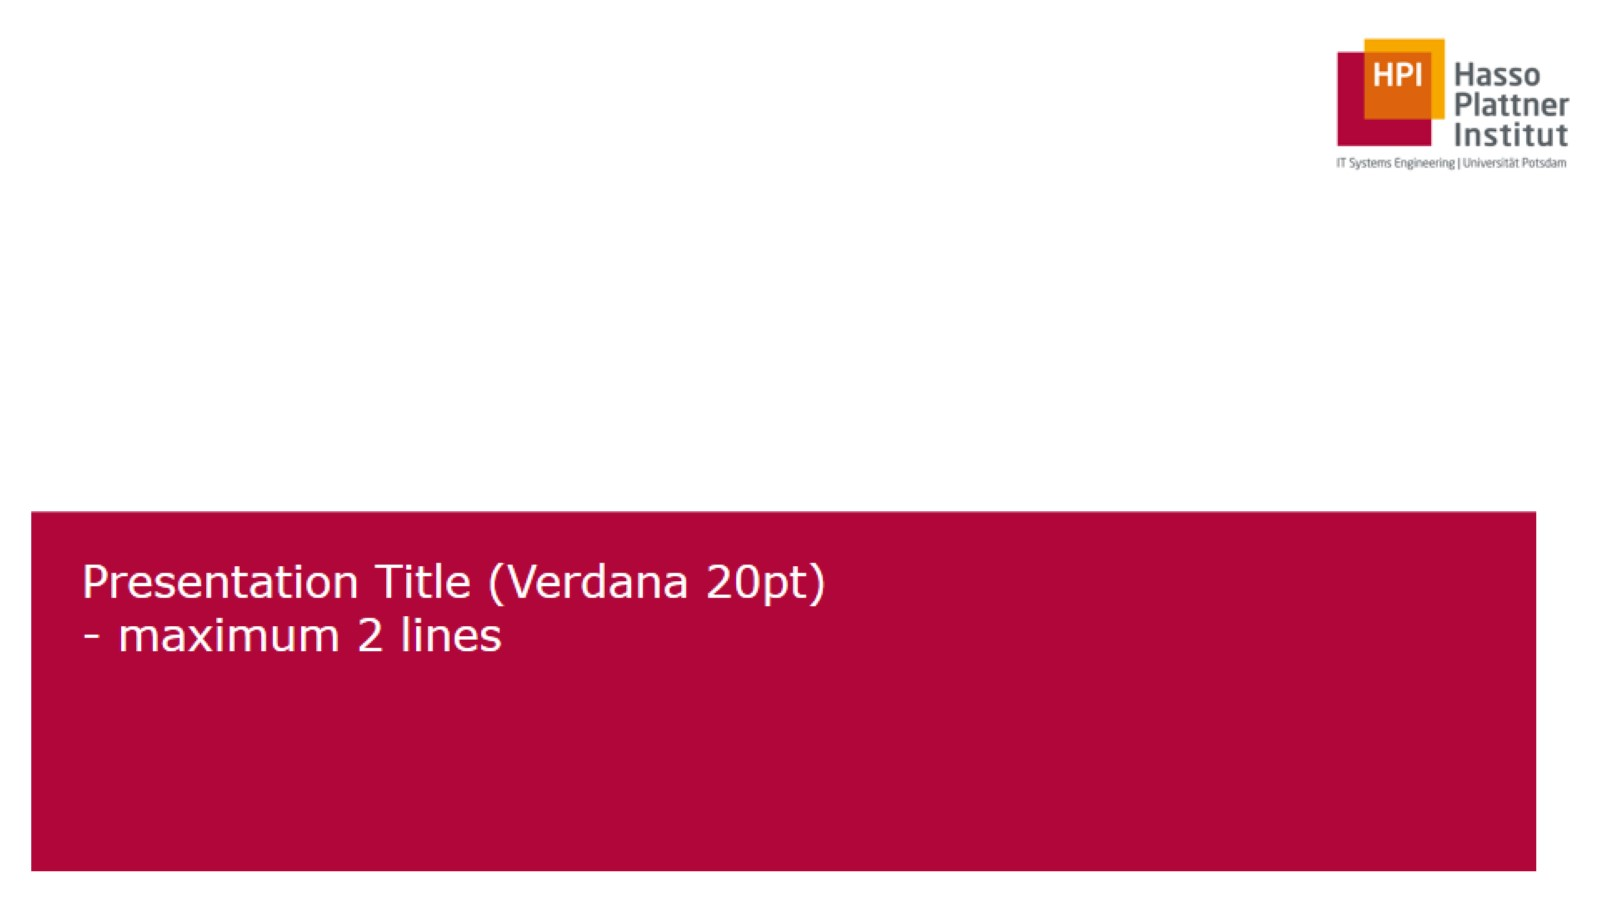 HPI
Hasso
Plattner
Institut
IT Systems Engineering | Universität Potsdam
Presentation Title (Verdana 20pt)
- maximum 2 lines